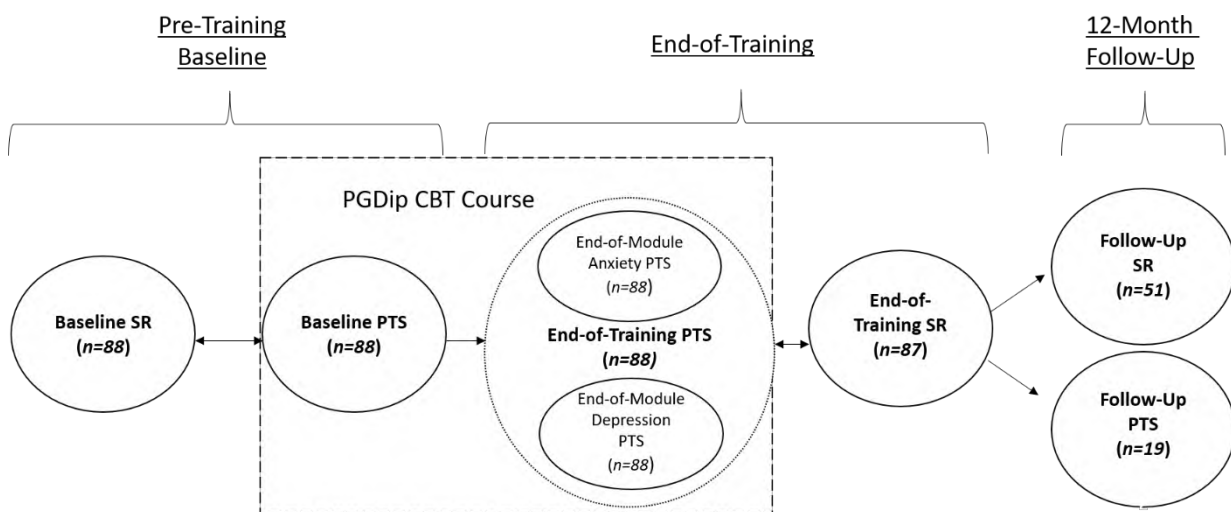 Pre-Training
Baseline
End-of-Training
12-Month
Follow-Up
PGDip CBT Course
Baseline SR
(n=88)
Baseline PTS
(n=88)
End-of-Module
Anxiety PTS
(n=88)
End-of-Training PTS
(n=88)
End-of-Module
Depression
PTS
(n=88)
End-of-
Training SR
(n=87)
Follow-Up
SR
(n=51)
Follow-Up
PTS
(n=19)